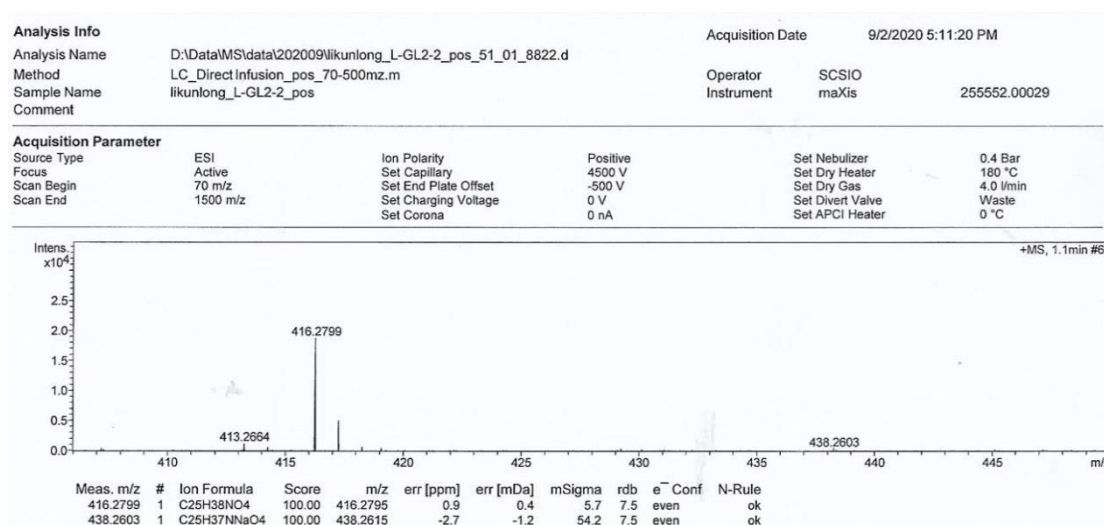 Analysis Info
Acquisition Date 9/2/2020 5:11:20 PM
Analysis Name D:\Data\MS\data\202009\likunlong_L-GL2-2_pos_51_01_8822.d
Method LC_Direct Infusion_pos_70-500mz.m Operator SCSIO
Sample Name likunlong_L-GL2-2_pos Instrument maXis 255552.00029
Comment
Acquisition Parameter
Source Type ESI Ion Polarity Positive Set Nebulizer 0.4 Bar
Focus Active Set Capillary 4500 V Set Dry Heater 180 °C
Scan Begin 70 m/z Set End Plate Offset -500 V Set Dry Gas 4.0 l/min
Scan End 1500 m/z Set Charging Voltage 0 V Set Divert Valve Waste
Set Corona 0 nA Set APCI Heater 0 °C
Intens. +MS, 1.1min #6
x10⁴
2.5
2.0
416.2799
1.5
1.0
0.5
413.2664 438.2603
0.0
410 415 420 425 430 435 440 445 m/
Meas. m/z # Ion Formula Score m/z err [ppm] err [mDa] mSigma rdb e⁻ Conf N-Rule
416.2799 1 C25H38NO4 100.00 416.2795 0.9 0.4 5.7 7.5 even ok
438.2603 1 C25H37NNaO4 100.00 438.2615 -2.7 -1.2 54.2 7.5 even ok